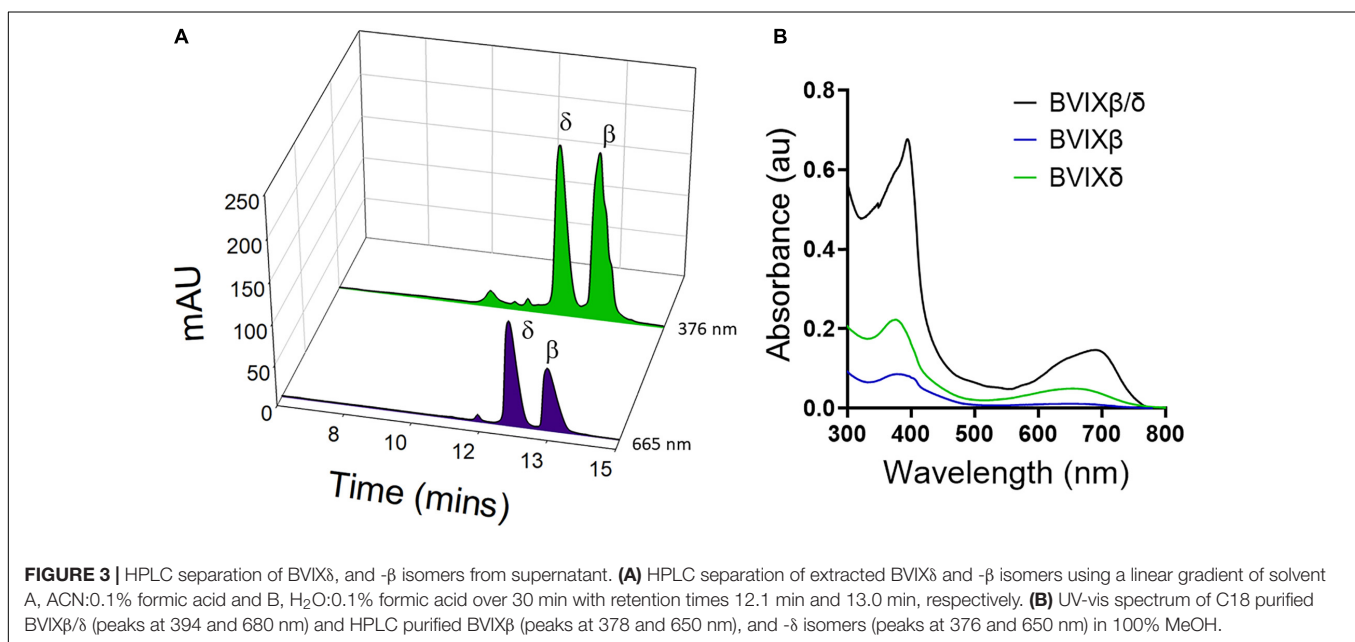 A
δ
β
δ
β
250
200
150
100
50
0
mAU
8
10
12
13
15
Time (mins)
376 nm
665 nm
B
0.8
0.6
0.4
0.2
0.0
Absorbance (au)
300
400
500
600
700
800
Wavelength (nm)
BVIXβ/δ
BVIXβ
BVIXδ
FIGURE 3 | HPLC separation of BVIXδ, and -β isomers from supernatant. (A) HPLC separation of extracted BVIXδ and -β isomers using a linear gradient of solvent
A, ACN:0.1% formic acid and B, H₂O:0.1% formic acid over 30 min with retention times 12.1 min and 13.0 min, respectively. (B) UV-vis spectrum of C18 purified
BVIXβ/δ (peaks at 394 and 680 nm) and HPLC purified BVIXβ (peaks at 378 and 650 nm), and -δ isomers (peaks at 376 and 650 nm) in 100% MeOH.